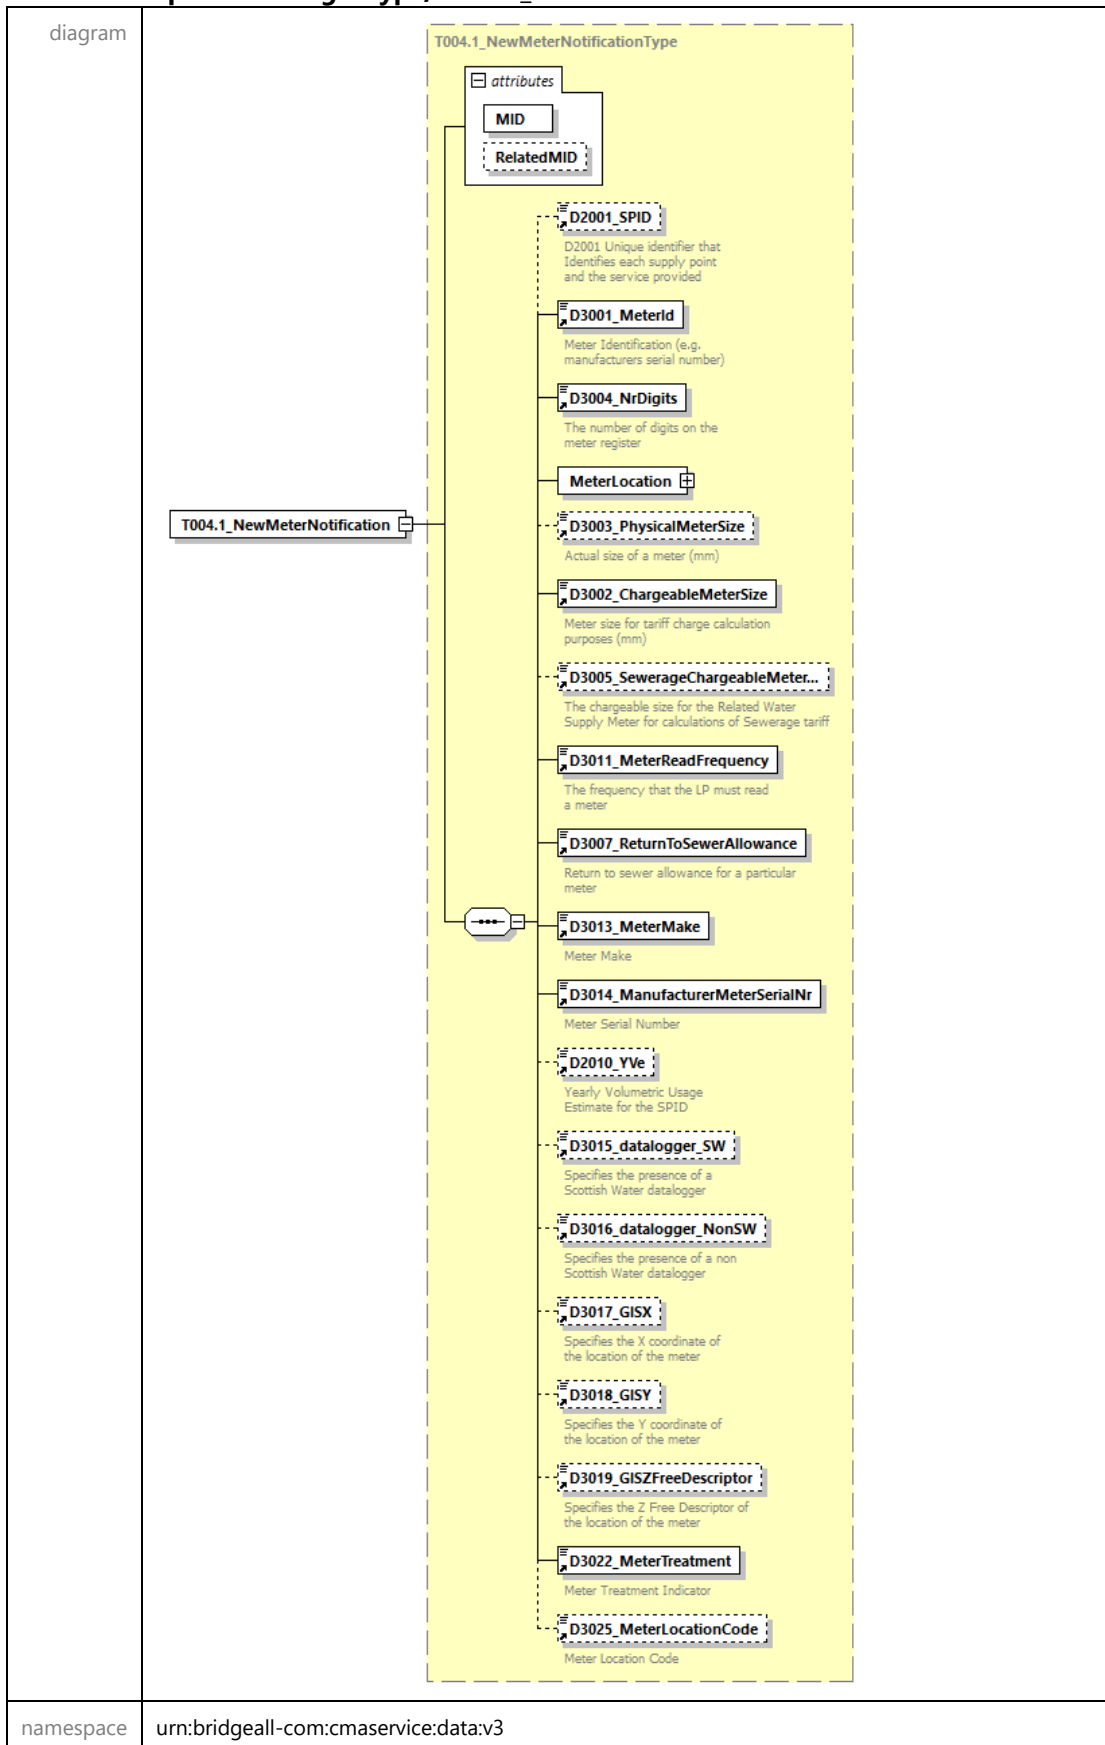 diagram
T004.1_NewMeterNotificationType
attributes
MID
RelatedMID
D2001_SPID
D2001 Unique identifier that
Identifies each supply point
and the service provided
D3001_MeterId
Meter Identification (e.g.
manufacturers serial number)
D3004_NrDigits
The number of digits on the
meter register
MeterLocation
T004.1_NewMeterNotification
D3003_PhysicalMeterSize
Actual size of a meter (mm)
D3002_ChargeableMeterSize
Meter size for tariff charge calculation
purposes (mm)
D3005_SewerageChargeableMeter...
The chargeable size for the Related Water
Supply Meter for calculations of Sewerage tariff
D3011_MeterReadFrequency
The frequency that the LP must read
a meter
D3007_ReturnToSewerAllowance
Return to sewer allowance for a particular
meter
D3013_MeterMake
Meter Make
D3014_ManufacturerMeterSerialNr
Meter Serial Number
D2010_YVe
Yearly Volumetric Usage
Estimate for the SPID
D3015_datalogger_SW
Specifies the presence of a
Scottish Water datalogger
D3016_datalogger_NonSW
Specifies the presence of a non
Scottish Water datalogger
D3017_GISX
Specifies the X coordinate of
the location of the meter
D3018_GISY
Specifies the Y coordinate of
the location of the meter
D3019_GISZFreeDescriptor
Specifies the Z Free Descriptor of
the location of the meter
D3022_MeterTreatment
Meter Treatment Indicator
D3025_MeterLocationCode
Meter Location Code
namespace
urn:bridgeall-com:cmaservice:data:v3